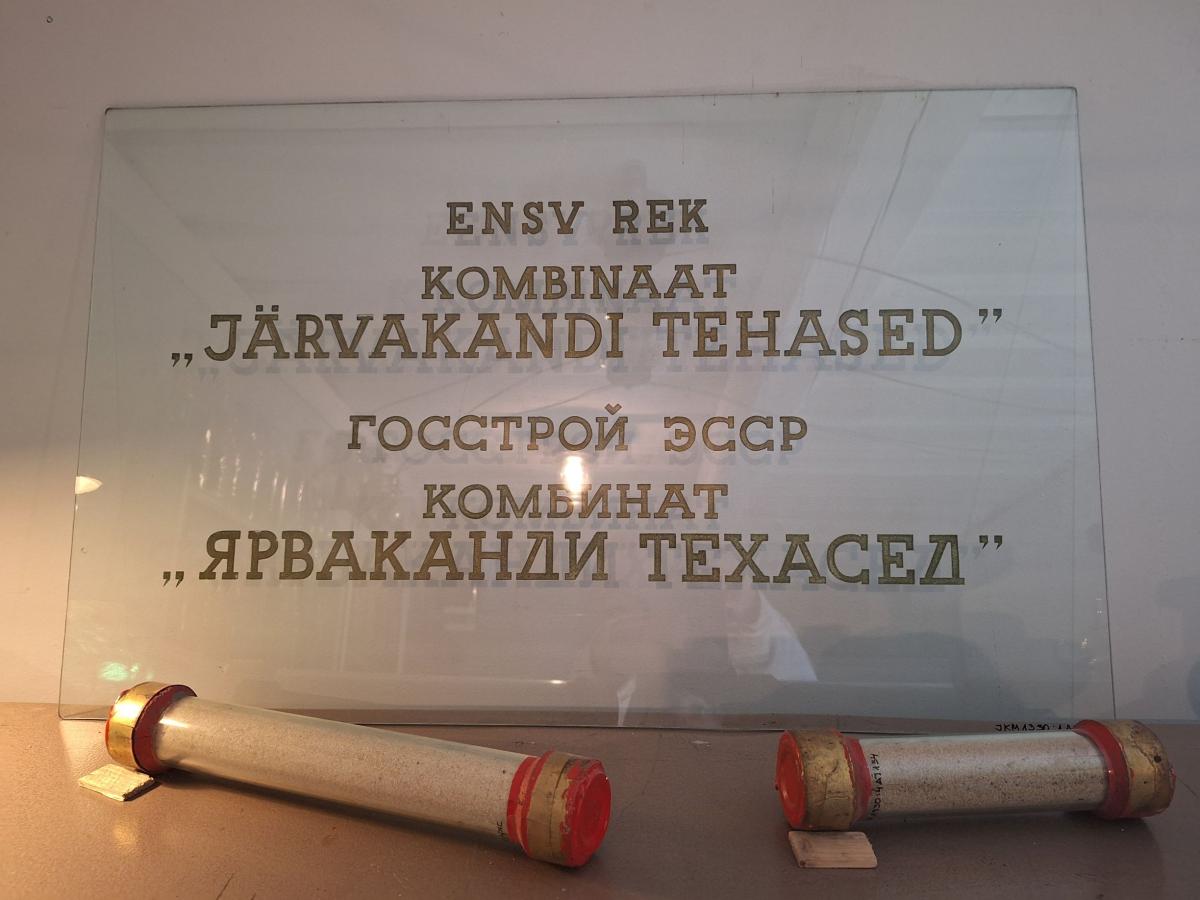 ENSV REK
KOMBINAAT
„JÄRVAKANDI TEHASED”
ГОССТРОЙ ЭССР
КОМБИНАТ
„ЯРВАКАНДИ ТЕХАСЕД”